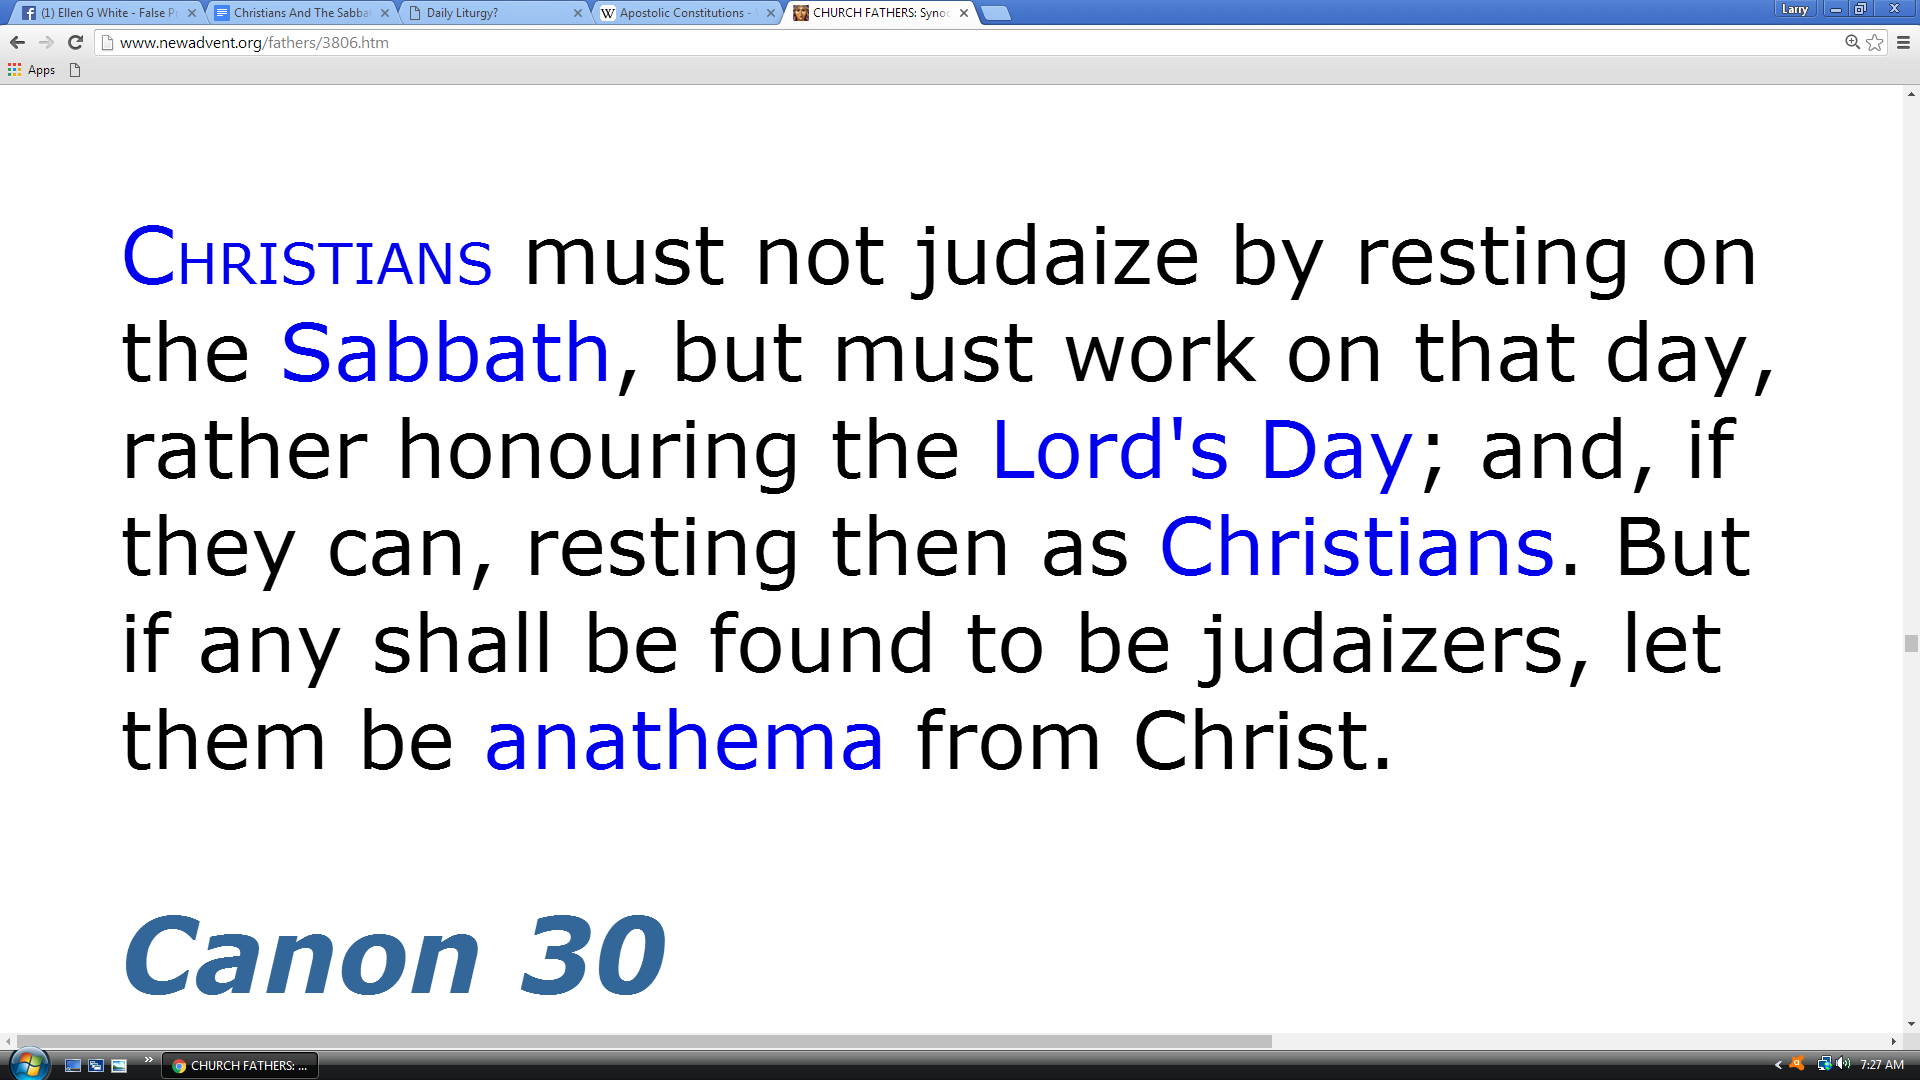 (1) Ellen G White - False P
Christians And The Sabba
Daily Liturgy?
Apostolic Constitutions -
CHURCH FATHERS: Synoc
Larry
www.newadvent.org/fathers/3806.htm
Apps
CHRISTIANS must not judaize by resting on
the Sabbath, but must work on that day,
rather honouring the Lord's Day; and, if
they can, resting then as Christians. But
if any shall be found to be judaizers, let
them be anathema from Christ.
Canon 30
CHURCH FATHERS: ...
7:27 AM